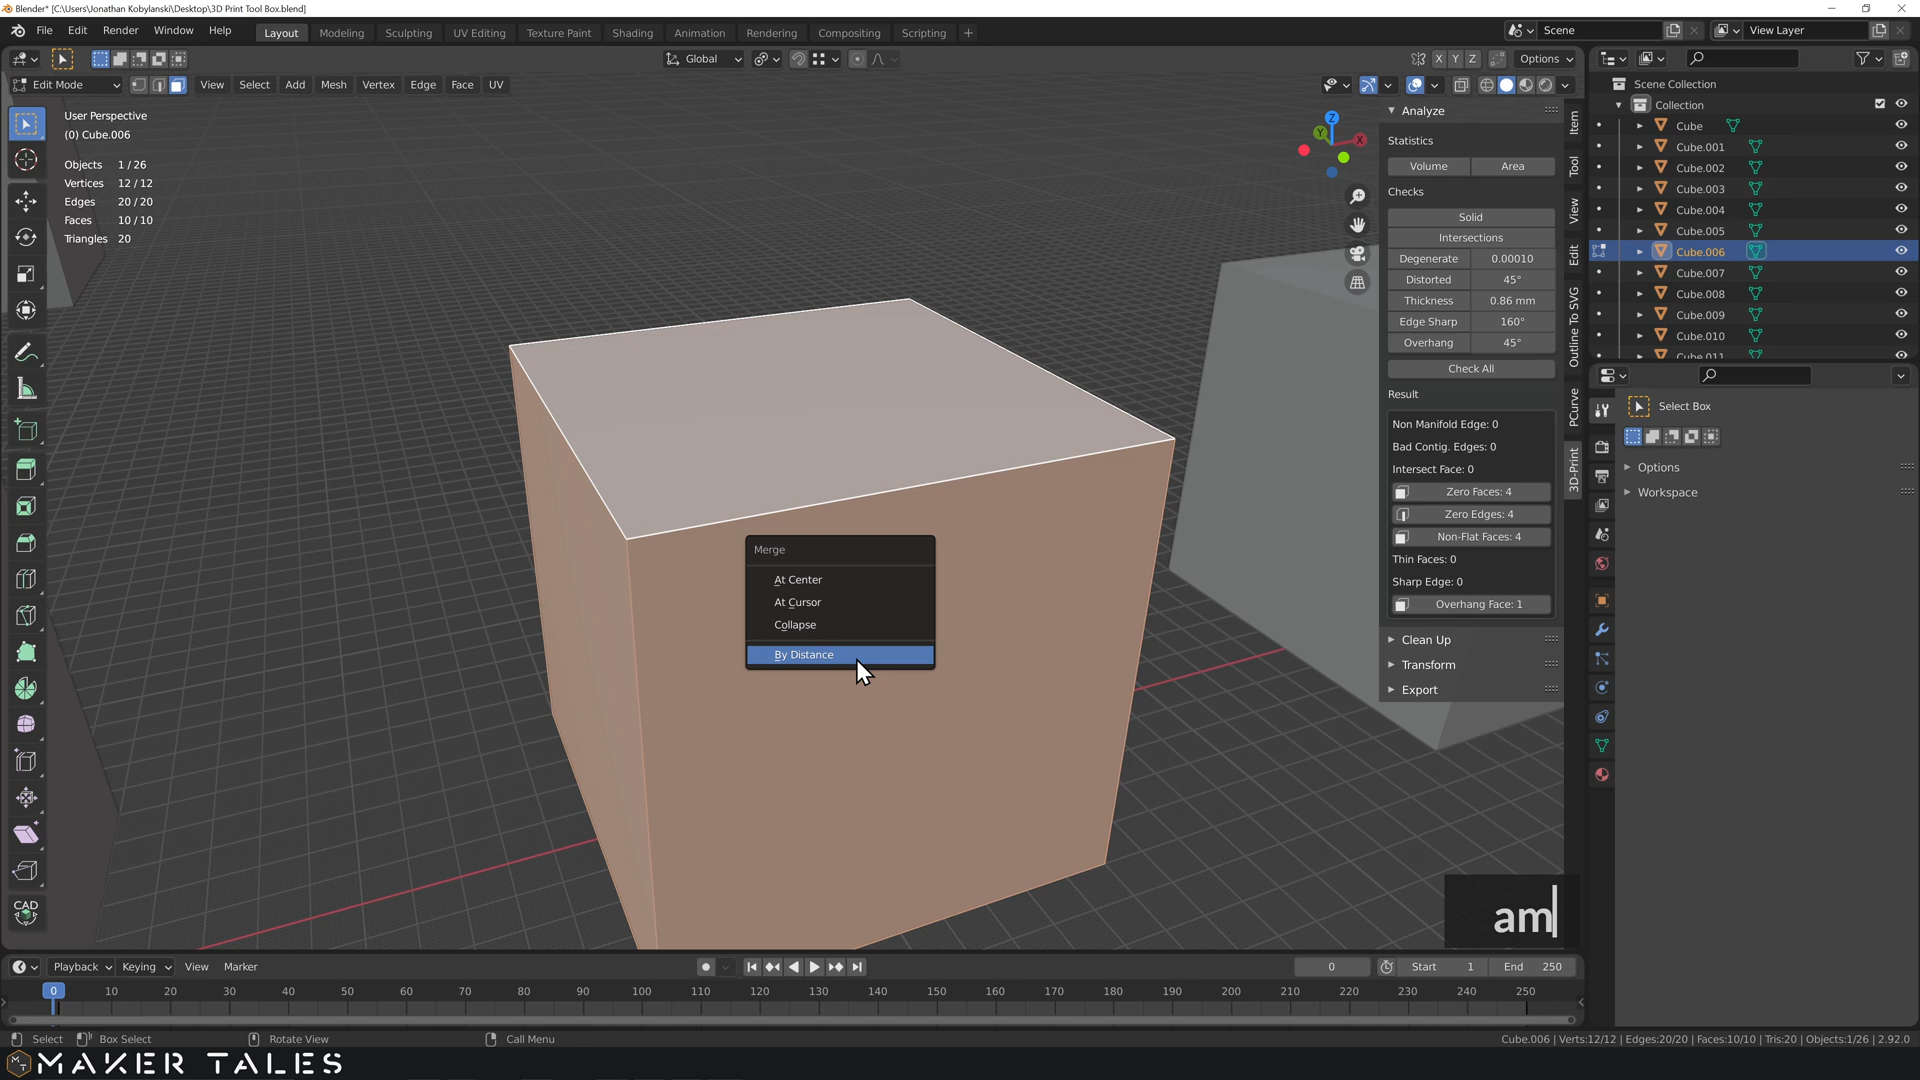 Blender* [C:\Users\Jonathan Kobylanski\Desktop\3D Print Tool Box.blend]
File Edit Render Window Help
Layout Modeling Sculpting UV Editing Texture Paint Shading Animation Rendering Compositing Scripting +
Scene
View Layer
Global
X Y Z
Options
Edit Mode
View Select Add Mesh Vertex Edge Face UV
User Perspective
(0) Cube.006
Objects 1 / 26
Vertices 12 / 12
Edges 20 / 20
Faces 10 / 10
Triangles 20
CAD
Z
Y
X
Merge
At Center
At Cursor
Collapse
By Distance
Analyze
Statistics
Volume Area
Checks
Solid
Intersections
Degenerate 0.00010
Distorted 45°
Thickness 0.86 mm
Edge Sharp 160°
Overhang 45°
Check All
Result
Non Manifold Edge: 0
Bad Contig. Edges: 0
Intersect Face: 0
Zero Faces: 4
Zero Edges: 4
Non-Flat Faces: 4
Thin Faces: 0
Sharp Edge: 0
Overhang Face: 1
Clean Up
Transform
Export
Item
Tool
View
Edit
Outline To SVG
PCurve
3D-Print
Scene Collection
Collection
Cube
Cube.001
Cube.002
Cube.003
Cube.004
Cube.005
Cube.006
Cube.007
Cube.008
Cube.009
Cube.010
Cube.011
Select Box
Options
Workspace
am
Playback Keying View Marker
0
Start 1
End 250
0 10 20 30 40 50 60 70 80 90 100 110 120 130 140 150 160 170 180 190 200 210 220 230 240 250
Select Box Select Rotate View Call Menu
Cube.006 | Verts:12/12 | Edges:20/20 | Faces:10/10 | Tris:20 | Objects:1/26 | 2.92.0
MAKER TALES